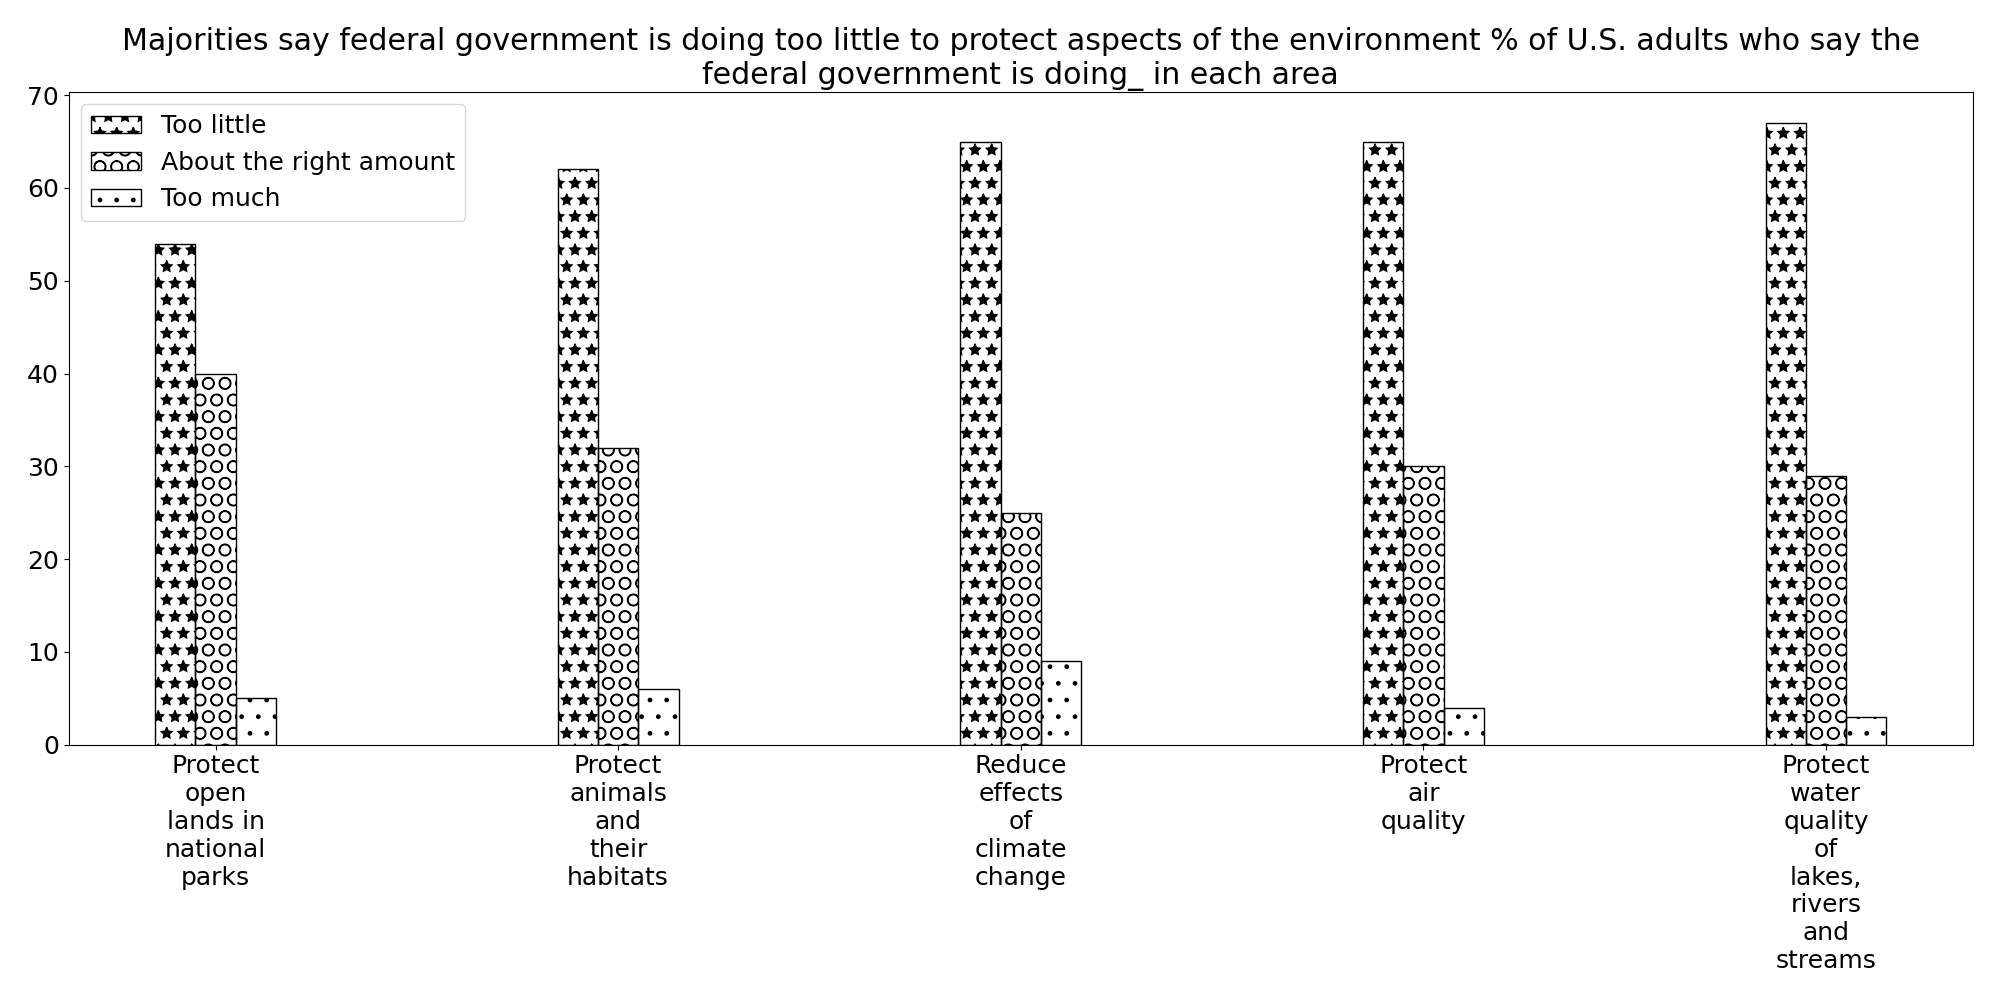 Majorities say federal government is doing too little to protect aspects of the environment % of U.S. adults who say the
federal government is doing_ in each area
70
60
50
40
30
20
10
0
Too little
About the right amount
Too much
Protect
open
lands in
national
parks
Protect
animals
and
their
habitats
Reduce
effects
of
climate
change
Protect
air
quality
Protect
water
quality
of
lakes,
rivers
and
streams